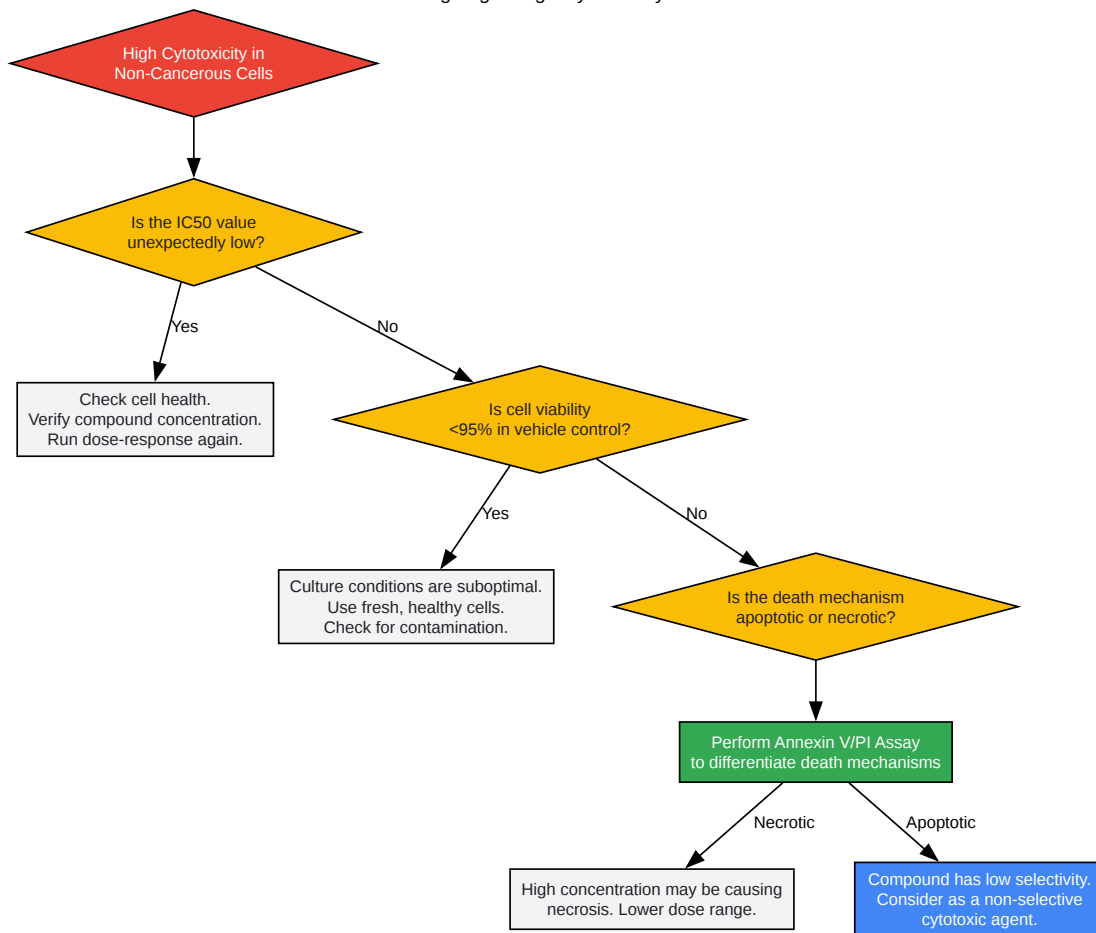 High Cytotoxicity in
Non-Cancerous Cells
Is the IC50 value
unexpectedly low?
Yes
No
Check cell health.
Verify compound concentration.
Run dose-response again.
Is cell viability
<95% in vehicle control?
Yes
No
Culture conditions are suboptimal.
Use fresh, healthy cells.
Check for contamination.
Is the death mechanism
apoptotic or necrotic?
Perform Annexin V/PI Assay
to differentiate death mechanisms
Necrotic
Apoptotic
High concentration may be causing
necrosis. Lower dose range.
Compound has low selectivity.
Consider as a non-selective
cytotoxic agent.